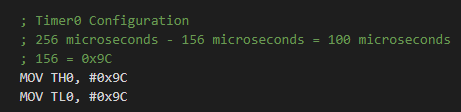 ; Timer0 Configuration
; 256 microseconds - 156 microseconds = 100 microseconds
; 156 = 0x9C
MOV TH0, #0x9C
MOV TL0, #0x9C